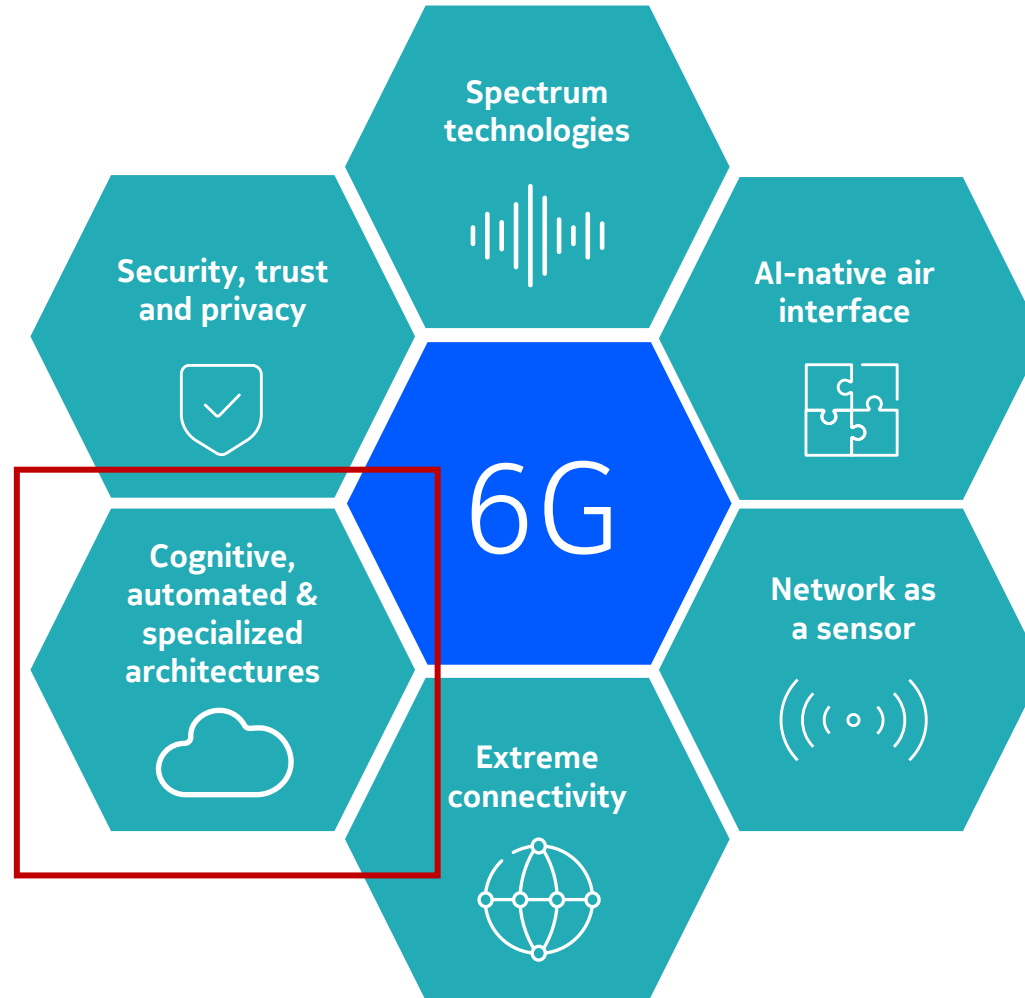 Spectrum
technologies
Security, trust
and privacy
AI-native air
interface
6G
Cognitive,
automated &
specialized
architectures
Network as
a sensor
Extreme
connectivity